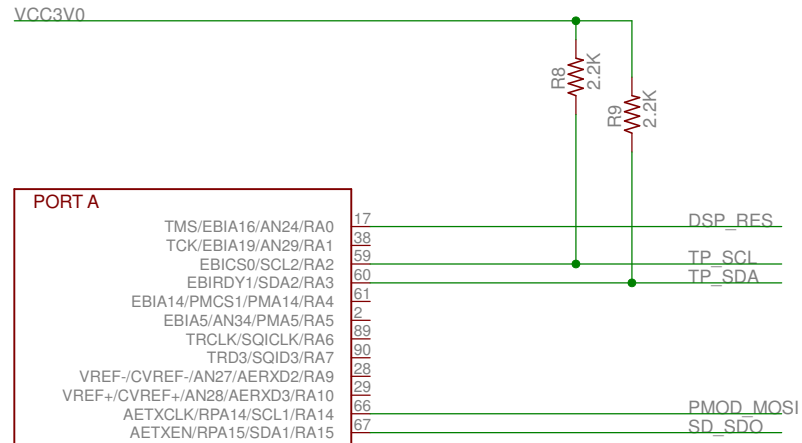 VCC3V0
R8
2.2K
R9
2.2K
PORT A
TMS/EBIA16/AN24/RA0 17 DSP_RES
TCK/EBIA19/AN29/RA1 38
EBICS0/SCL2/RA2 59 TP_SCL
EBIRDY1/SDA2/RA3 60 TP_SDA
EBIA14/PMCS1/PMA14/RA4 61
EBIA5/AN34/PMA5/RA5 2
TRCLK/SQICLK/RA6 89
TRD3/SQID3/RA7 90
VREF-/CVREF-/AN27/AERXD2/RA9 28
VREF+/CVREF+/AN28/AERXD3/RA10 29
AETXCLK/RPA14/SCL1/RA14 66 PMOD_MOSI
AETXEN/RPA15/SDA1/RA15 67 SD_SDO